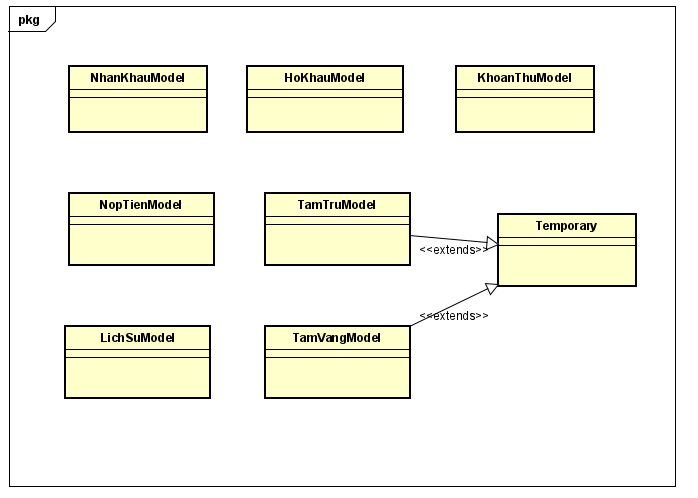 pkg
NhanKhauModel
HoKhauModel
KhoanThuModel
NopTienModel
TamTruModel
Temporary
<<extends>>
<<extends>>
LichSuModel
TamVangModel